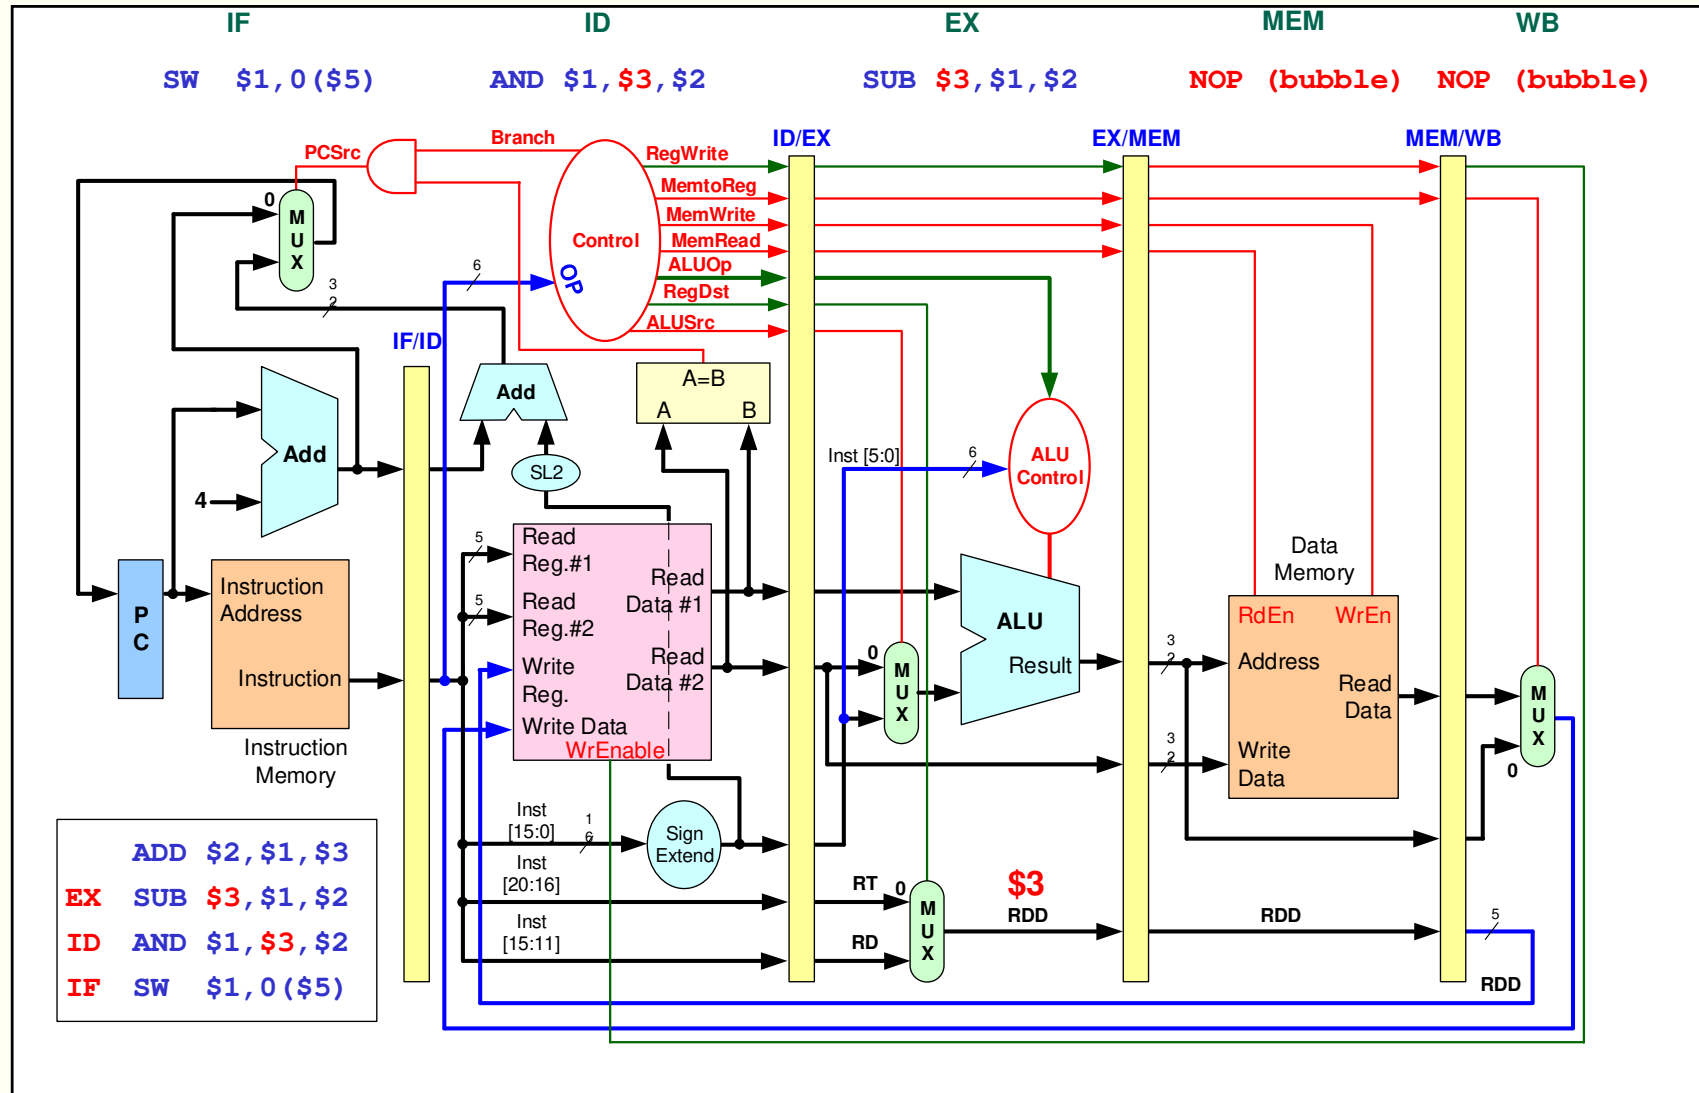 IF ID EX MEM WB
SW $1,0($5) AND $1,$3,$2 SUB $3,$1,$2 NOP (bubble) NOP (bubble)
ID/EX EX/MEM MEM/WB
Branch
PCSrc
RegWrite
MemtoReg
MemWrite
MemRead
ALUOp
RegDst
ALUSrc
Control
OP
6
0
M
U
X
3
2
IF/ID
Add
4
Add
SL2
A=B
A B
P
C
Instruction
Address
Instruction
Instruction
Memory
5
Read
Reg.#1
5
Read
Reg.#2
Write
Reg.
Write Data
WrEnable
Read
Data #1
Read
Data #2
Inst
[15:0]
1
6
Sign
Extend
Inst
[20:16]
Inst
[15:11]
Inst [5:0]
6
ALU
Control
ALU
Result
0
M
U
X
RT
0
RD
M
U
X
$3
RDD
RDD
3
2
3
2
Data
Memory
RdEn WrEn
Address
Read
Data
Write
Data
M
U
X
0
5
RDD
ADD $2,$1,$3
EX SUB $3,$1,$2
ID AND $1,$3,$2
IF SW $1,0($5)